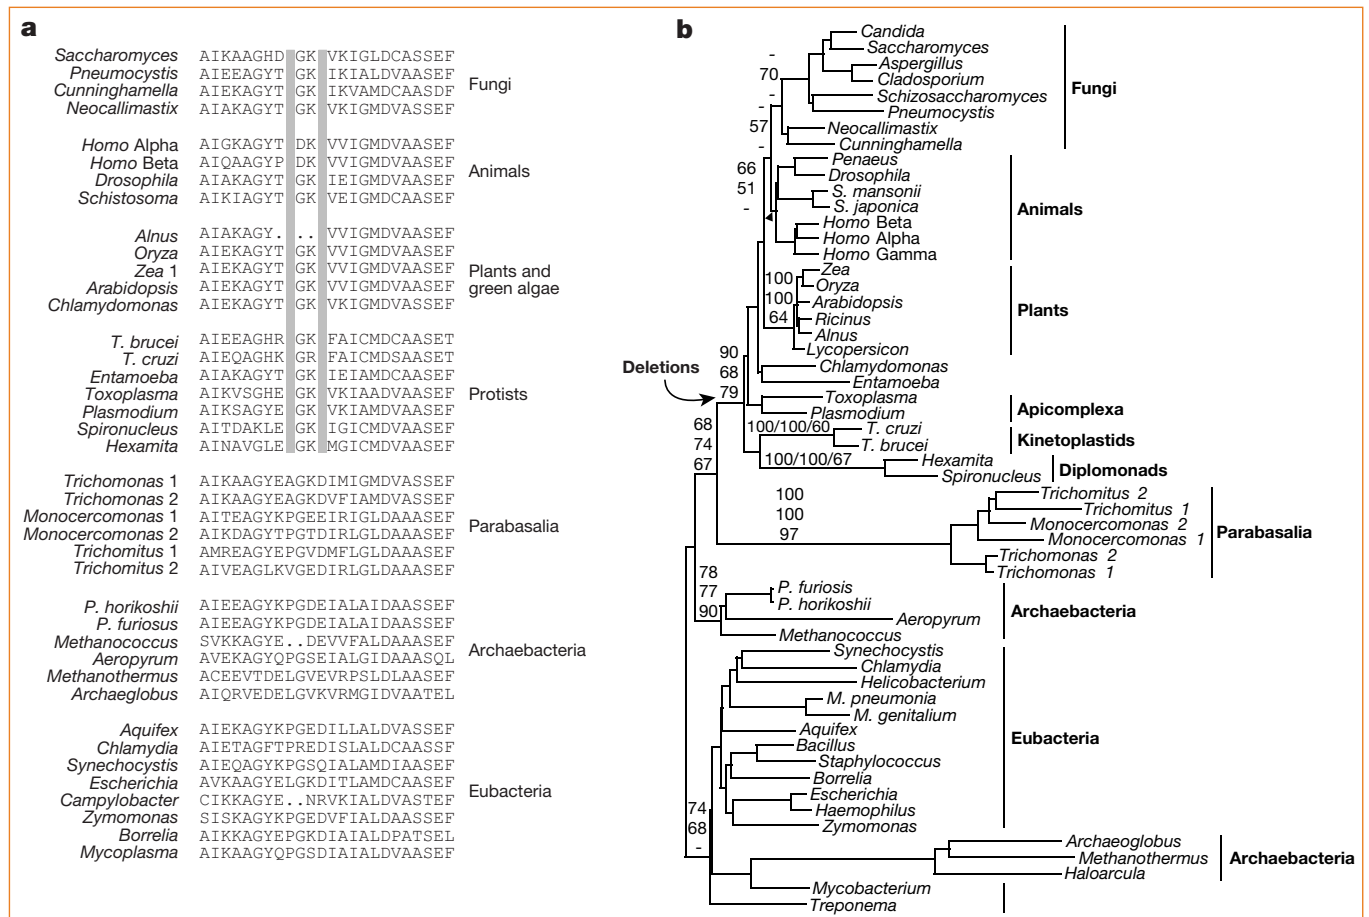 a
Saccharomyces AIKAAGHD GK VKIGLDCASSEF
Pneumocystis AIEEAGYT GK IKIALDVAASEF
Cunninghamella AIEKAGYT GK IKVAMDCAASDF
Neocallimastix AIAKAGYT GK VKIGMDVASSEF
Fungi
Homo Alpha AIGKAGYT DK VVIGMDVAASEF
Homo Beta AIQAAGYP DK VVIGMDVAASEF
Drosophila AIAKAGYT GK IEIGMDVAASEF
Schistosoma AIKIAGYT GK VEIGMDCAASEF
Animals
Alnus AIAKAGY. .. VVIGMDVAASEF
Oryza AIEKAGYT GK VVIGMDVAASEF
Zea 1 AIEKAGYT GK VVIGMDVAASEF
Arabidopsis AIEKAGYT GK VVIGMDVAASEF
Chlamydomonas AIEKAGYT GK VKIGMDVAASEF
Plants and
green algae
T. brucei AIEEAGHR GK FAICMDCAASET
T. cruzi AIEQAGHK GR FAICMDSAASET
Entamoeba AIAKAGYT GK IEIAMDCAASEF
Toxoplasma AIKVSGHE GK VKIAADVAASEF
Plasmodium AIKSAGYE GK VKIAMDVAASEF
Spironucleus AITDAKLE GK IGICMDVAASEF
Hexamita AINAVGLE GK MGICMDVAASEF
Protists
Trichomonas 1 AIKAAGYEAGKDIMIGMDVASSEF
Trichomonas 2 AIKAAGYEAGKDVFIAMDVASSEF
Monocercomonas 1 AITEAGYKPGEEIRIGLDVAASEF
Monocercomonas 2 AIKDAGYTPGTDIRLGLDVAASEF
Trichomitus 1 AMREAGYEPGVDMFLGLDAAASEF
Trichomitus 2 AIVEAGLKVGEDIRLGLDAAASEF
Parabasalia
P. horikoshii AIEEAGYKPGDEIALAIDAASSEF
P. furiosus AIEEAGYKPGDEIALAIDVAASEF
Methanococcus SVKKAGYE..DEVVFALDAAASEF
Aeropyrum AVEKAGYQPGSEIALGIDAAASQL
Methanothermus ACEEVTDELGVEVRPSLDLAASEF
Archaeglobus AIQRVEDELGVKVRMGIDVAATEL
Archaebacteria
Aquifex AIEKAGYKPGEDILLALDVASSEF
Chlamydia AIETAGFTPREDISLALDCAASSF
Synechocystis AIEQAGYKPGSQIALAMDIAASEF
Escherichia AVKAAGYELGKDITLAMDCAASEF
Campylobacter CIKKAGYE..NRVKIALDVASTEF
Zymomonas SISKAGYKPGEDVFIALDAASSEF
Borrelia AIKKAGYEPGKDIAIALDPATSEL
Mycoplasma AIKAAGYQPGSDIAIALDVAASEF
Eubacteria
b
Candida
Saccharomyces
Aspergillus
Cladosporium
Schizosaccharomyces
Pneumocystis
Neocallimastix
Cunninghamella
Fungi
Penaeus
Drosophila
S. mansonii
S. japonica
Homo Beta
Homo Alpha
Homo Gamma
Animals
Zea
Oryza
Arabidopsis
Ricinus
Alnus
Lycopersicon
Plants
Chlamydomonas
Entamoeba
Toxoplasma
Plasmodium
Apicomplexa
T. cruzi
T. brucei
Kinetoplastids
Hexamita
Spironucleus
Diplomonads
Trichomitus 2
Trichomitus 1
Monocercomonas 2
Monocercomonas 1
Trichomonas 2
Trichomonas 1
Parabasalia
P. furiosis
P. horikoshii
Aeropyrum
Methanococcus
Archaebacteria
Synechocystis
Chlamydia
Helicobacterium
M. pneumonia
M. genitalium
Aquifex
Bacillus
Staphylococcus
Borrelia
Escherichia
Haemophilus
Zymomonas
Eubacteria
Archaeoglobus
Methanothermus
Haloarcula
Archaebacteria
Mycobacterium
Treponema
-
70
-
57
-
66
51
-
100
100
64
Deletions
90
68
79
100/100/60
100/100/67
68
74
67
100
100
97
78
77
90
74
68
-